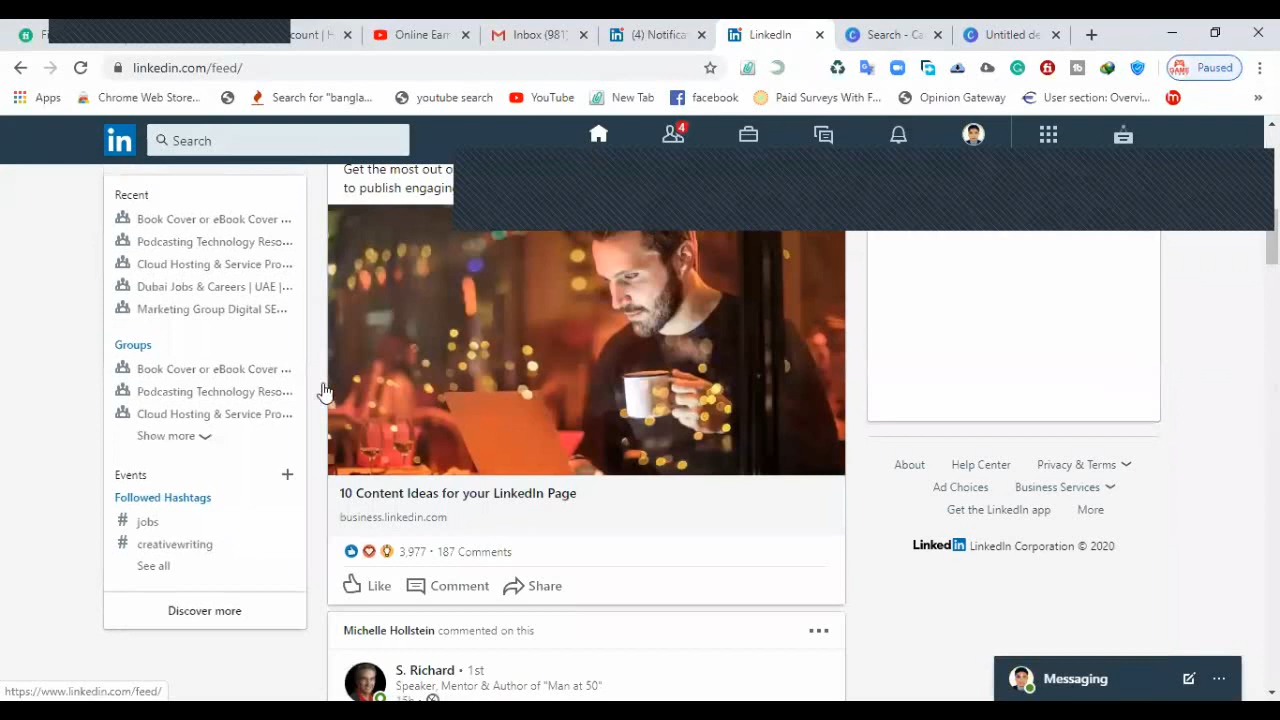 Fi
count | H
Online Ear
Inbox (981)
(4) Notifica
LinkedIn
Search - Ca
Untitled de
linkedin.com/feed/
Paused
Apps
Chrome Web Store...
Search for "bangla...
youtube search
YouTube
New Tab
facebook
Paid Surveys With F...
Opinion Gateway
User section: Overvi...
in
Search
4
Get the most out o
to publish engagin
Recent
Book Cover or eBook Cover ...
Podcasting Technology Reso...
Cloud Hosting & Service Pro...
Dubai Jobs & Careers | UAE |...
Marketing Group Digital SE...
Groups
Book Cover or eBook Cover ...
Podcasting Technology Reso...
Cloud Hosting & Service Pro...
Show more
Events
Followed Hashtags
# jobs
# creativewriting
See all
Discover more
10 Content Ideas for your LinkedIn Page
business.linkedin.com
3,977 · 187 Comments
Like Comment Share
Michelle Hollstein commented on this
S. Richard • 1st
Speaker, Mentor & Author of "Man at 50"
15h
About Help Center Privacy & Terms
Ad Choices Business Services
Get the LinkedIn app More
LinkedIn LinkedIn Corporation © 2020
Messaging
https://www.linkedin.com/feed/